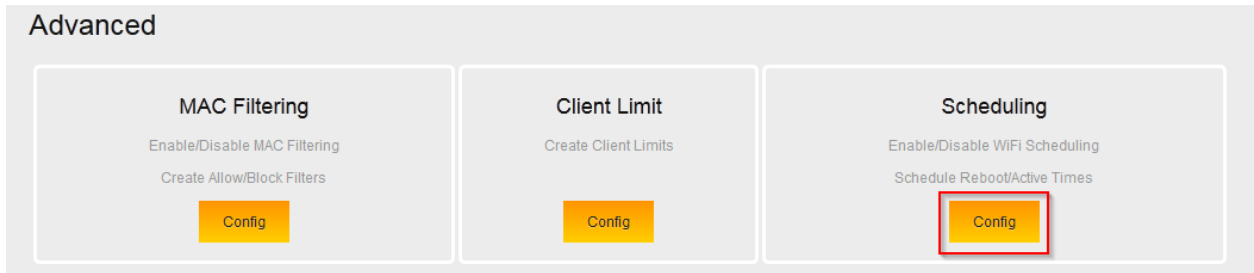 Advanced
MAC Filtering
Enable/Disable MAC Filtering
Create Allow/Block Filters
Config
Client Limit
Create Client Limits
Config
Scheduling
Enable/Disable WiFi Scheduling
Schedule Reboot/Active Times
Config